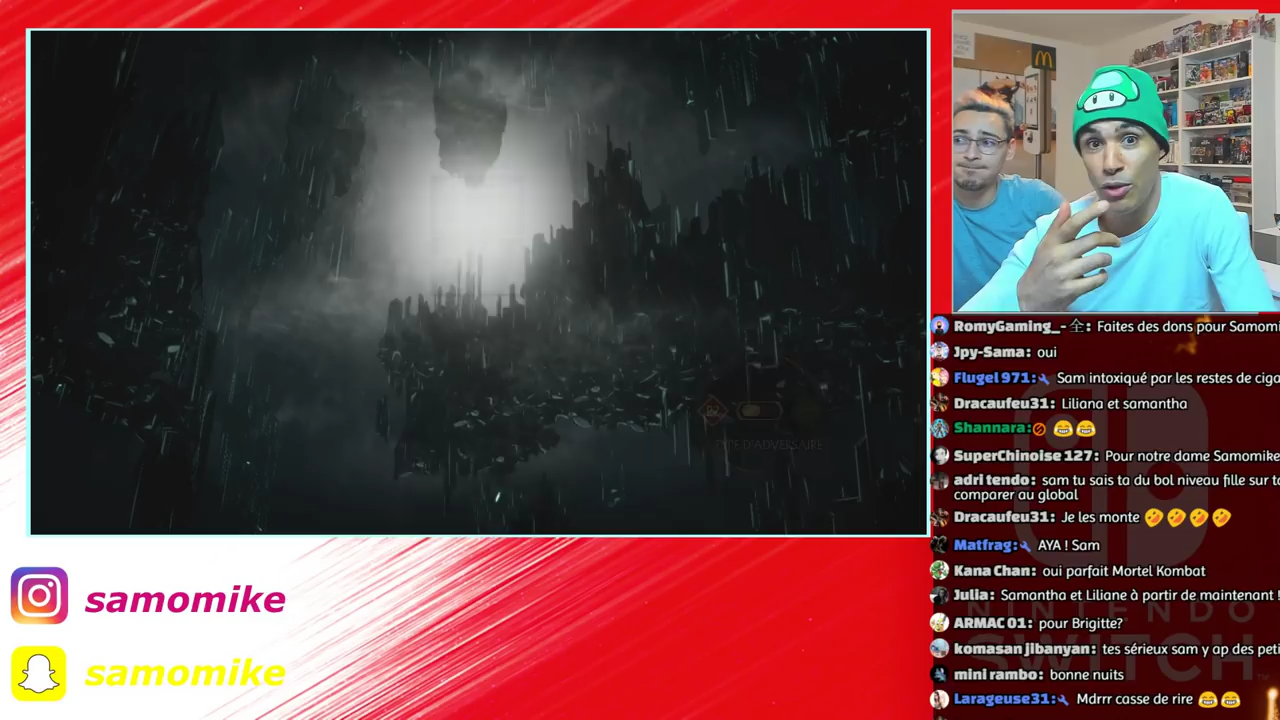 TYPE D'ADVERSAIRE
RomyGaming_-全: Faites des dons pour Samomi
Jpy-Sama: oui
Flugel 971: Sam intoxiqué par les restes de ciga
Dracaufeu31: Liliana et samantha
Shannara: 😂😂
SuperChinoise 127: Pour notre dame Samomike
adri tendo: sam tu sais ta du bol niveau fille sur to
comparer au global
Dracaufeu31: Je les monte 🤣🤣🤣🤣
Matfrag: AYA ! Sam
Kana Chan: oui parfait Mortel Kombat
Julia: Samantha et Liliane à partir de maintenant !
ARMAC 01: pour Brigitte?
komasan jibanyan: tes sérieux sam y ap des peti
mini rambo: bonne nuits
Larageuse31: Mdrrr casse de rire 😂😂
NINTENDO
SWITCH
samomike
samomike